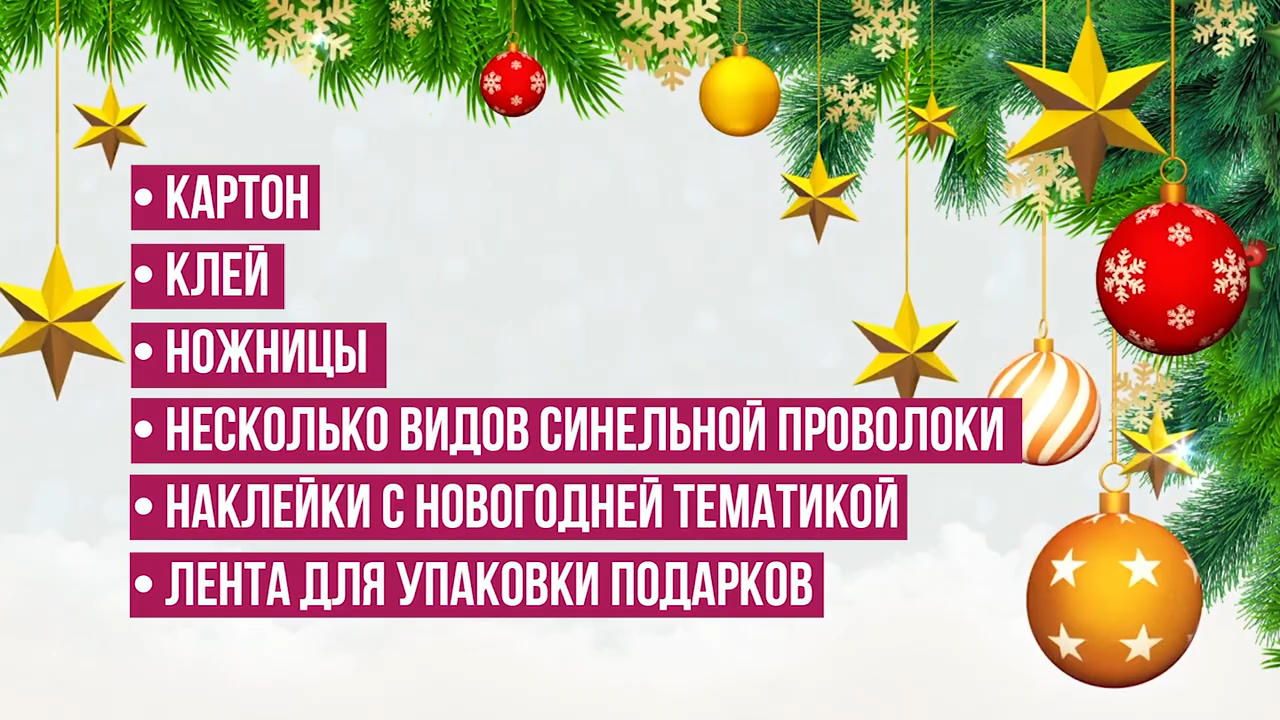 • КАРТОН
• КЛЕЙ
• НОЖНИЦЫ
• НЕСКОЛЬКО ВИДОВ СИНЕЛЬНОЙ ПРОВОЛОКИ
• НАКЛЕЙКИ С НОВОГОДНЕЙ ТЕМАТИКОЙ
• ЛЕНТА ДЛЯ УПАКОВКИ ПОДАРКОВ